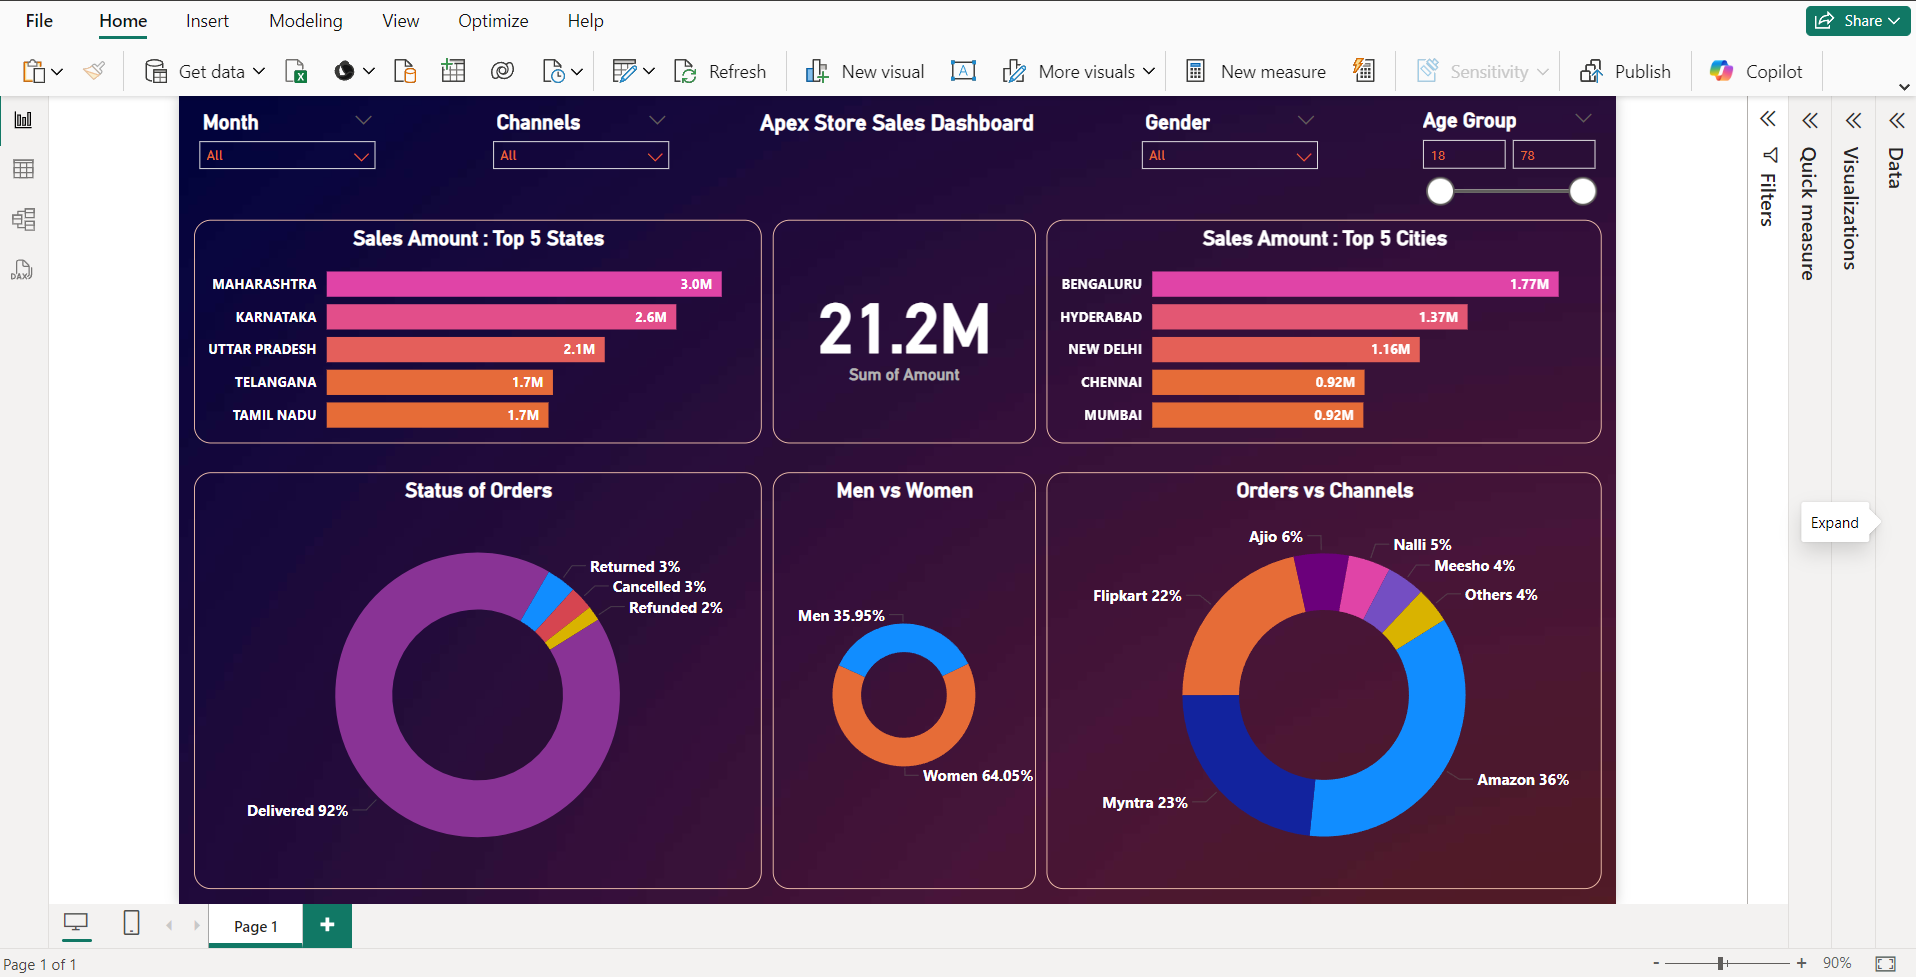 File Home Insert Modeling View Optimize Help Share
Get data Refresh New visual A More visuals New measure Sensitivity Publish Copilot
DAX
Month
All
Channels
All
Apex Store Sales Dashboard
Gender
All
Age Group
18 78
Sales Amount : Top 5 States
MAHARASHTRA 3.0M
KARNATAKA 2.6M
UTTAR PRADESH 2.1M
TELANGANA 1.7M
TAMIL NADU 1.7M
21.2M
Sum of Amount
Sales Amount : Top 5 Cities
BENGALURU 1.77M
HYDERABAD 1.37M
NEW DELHI 1.16M
CHENNAI 0.92M
MUMBAI 0.92M
Status of Orders
Returned 3%
Cancelled 3%
Refunded 2%
Delivered 92%
Men vs Women
Men 35.95%
Women 64.05%
Orders vs Channels
Ajio 6%
Nalli 5%
Meesho 4%
Others 4%
Flipkart 22%
Amazon 36%
Myntra 23%
Filters
Quick measure
Visualizations
Data
Expand
Page 1 +
Page 1 of 1
- + 90%